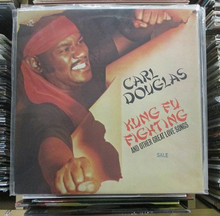 CARL
DOUGLAS
KUNG FU
FIGHTING
AND OTHER GREAT LOVE SONGS